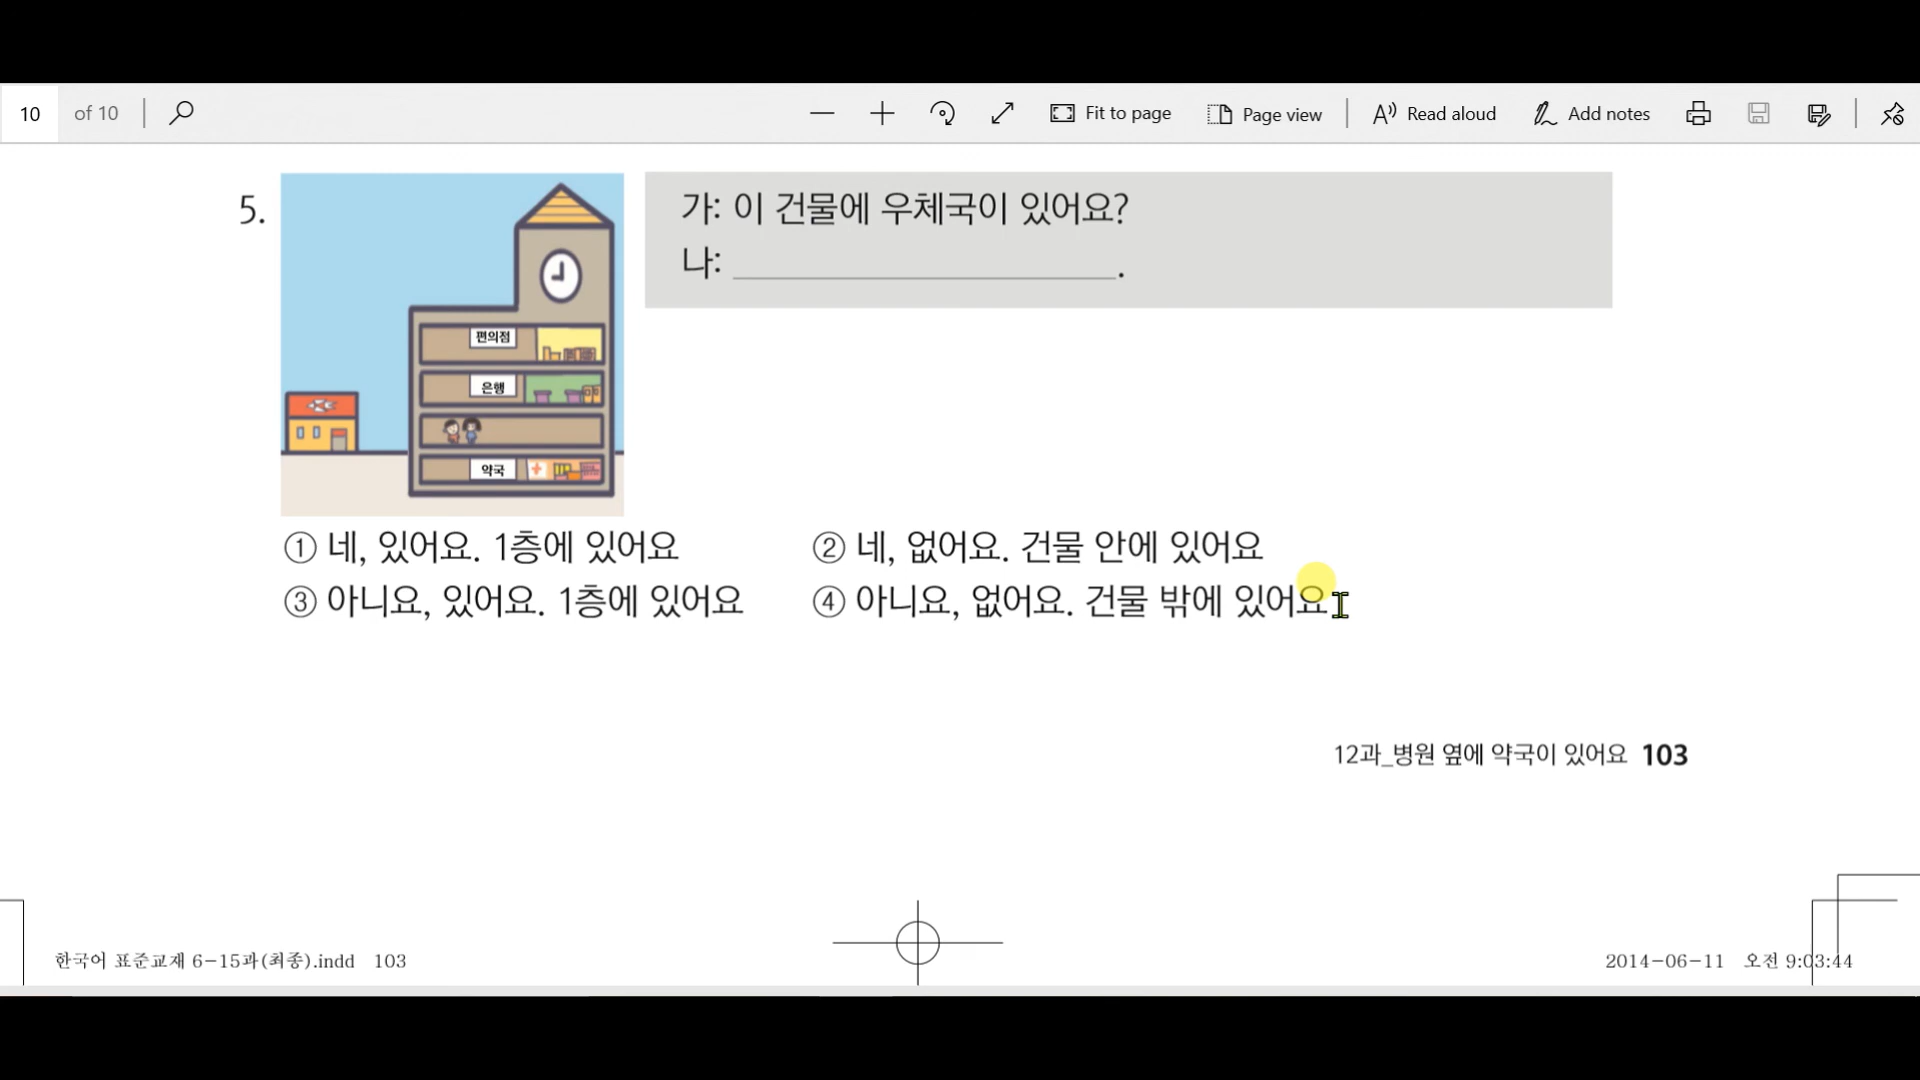 10 of 10
Fit to page
Page view
Read aloud
Add notes
5.
가: 이 건물에 우체국이 있어요?
나: ______________________.
편의점
은행
약국
① 네, 있어요. 1층에 있어요
② 네, 없어요. 건물 안에 있어요
③ 아니요, 있어요. 1층에 있어요
④ 아니요, 없어요. 건물 밖에 있어요
12과_병원 옆에 약국이 있어요 103
한국어 표준교재 6-15과(최종).indd 103
2014-06-11 오전 9:03:44